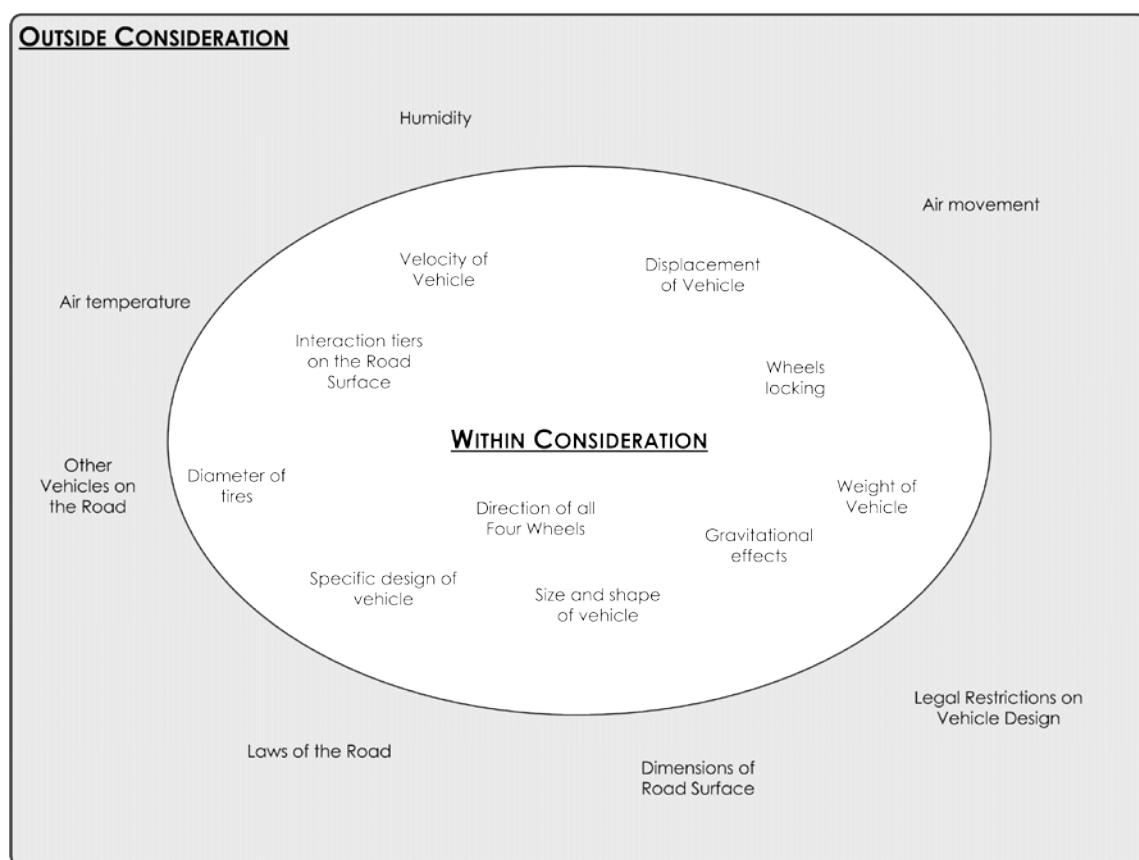 OUTSIDE CONSIDERATION
Humidity
Air movement
Velocity of
Vehicle
Displacement
of Vehicle
Air temperature
Interaction tiers
on the Road
Surface
Wheels
locking
WITHIN CONSIDERATION
Other
Vehicles on
the Road
Diameter of
tires
Direction of all
Four Wheels
Weight of
Vehicle
Gravitational
effects
Specific design of
vehicle
Size and shape
of vehicle
Legal Restrictions on
Vehicle Design
Laws of the Road
Dimensions of
Road Surface